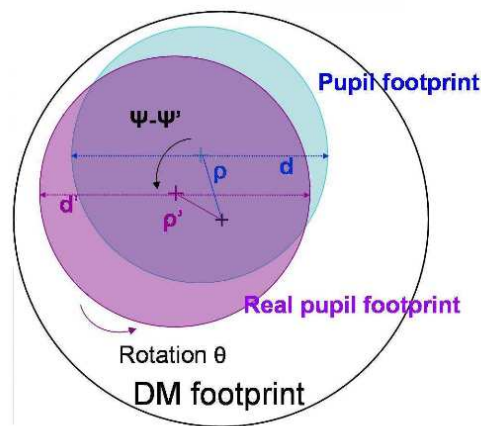 Pupil footprint
Ψ-Ψ'
ρ
d
d'
ρ'
Real pupil footprint
Rotation θ
DM footprint